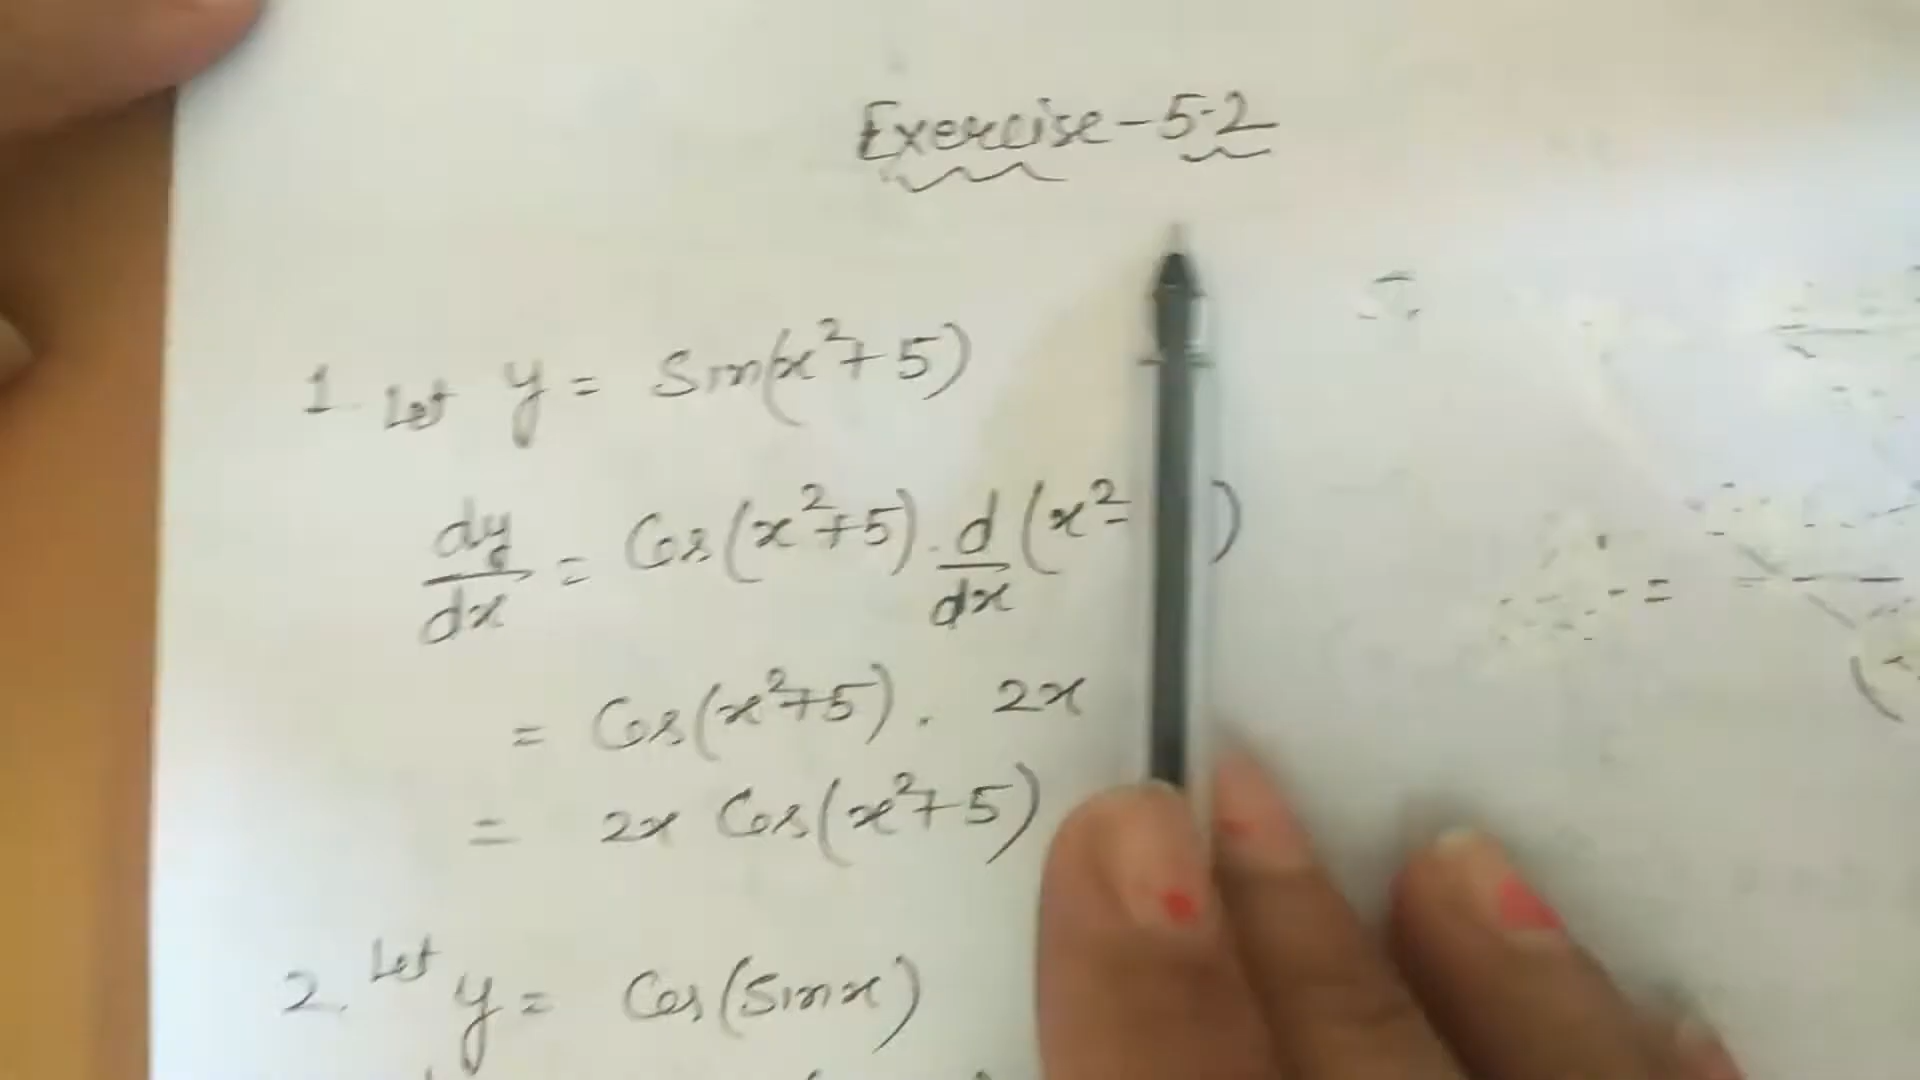 Exercise-5.2
1. Let y = Sin(x²+5)
dy/dx = Cos(x²+5) . d/dx (x² )
= Cos(x²+5) . 2x
= 2x Cos(x²+5)
2. Let y = Cos(Sinx)